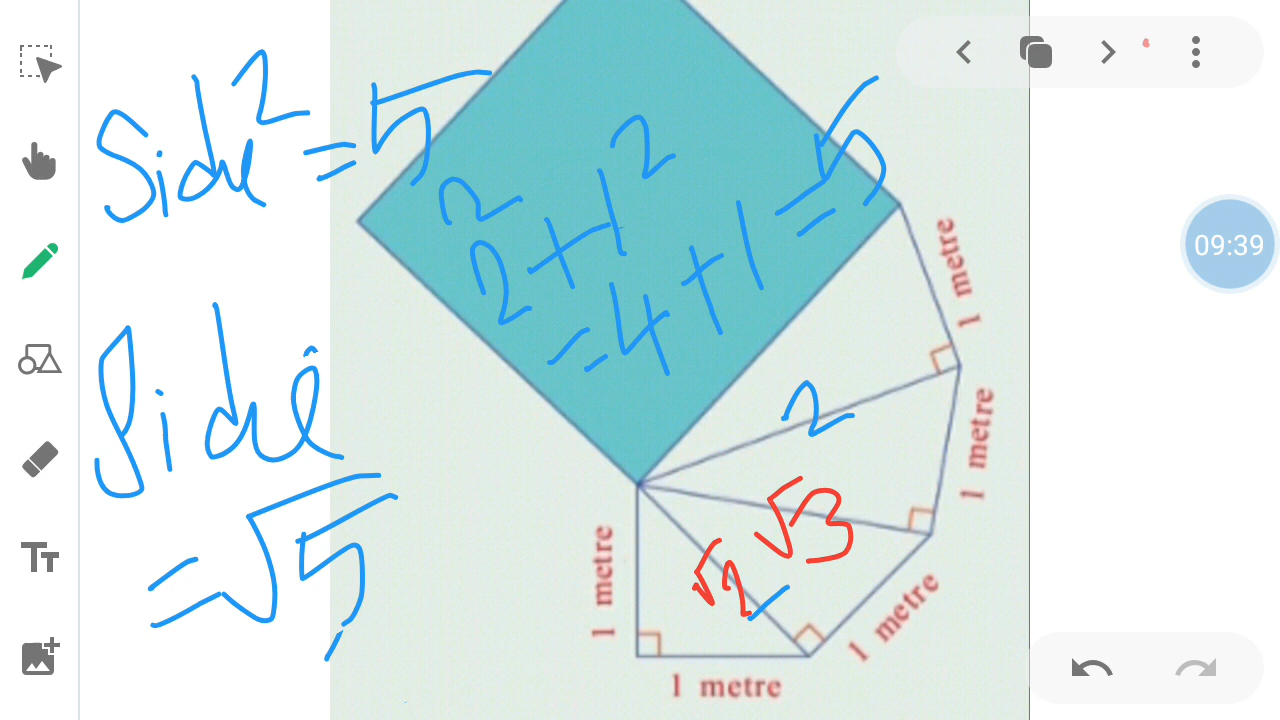 Side² = 5
2² + 1²
= 4 + 1 = 5
Side
= √5
2
√3
√2
1 metre
1 metre
1 metre
1 metre
1 metre
09:39
Tт